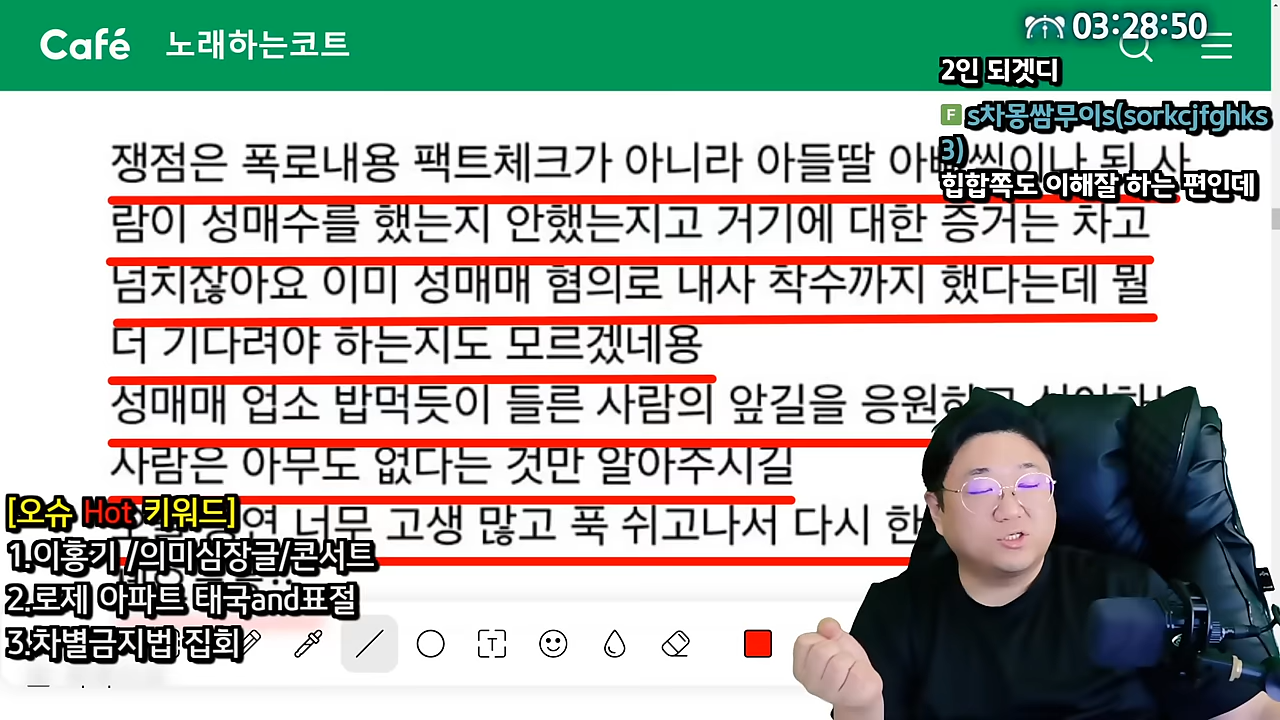 Café 노래하는코트
03:28:50
2인 되겟디
F s차몽쌈무이s(sorkcjfghks
3)
힙합쪽도 이해잘 하는 편인데
쟁점은 폭로내용 팩트체크가 아니라 아들딸 사
람이 성매수를 했는지 안했는지고 거기에 대한 증거는 차고
넘치잖아요 이미 성매매 혐의로 내사 착수까지 했다는데 뭘
더 기다려야 하는지도 모르겠네용
성매매 업소 밥먹듯이 들른 사람의 앞길을
사람은 아무도 없다는 것만 알아주시길
너무 고생 많고 푹 쉬고나서 다시 한
[오슈 Hot 키워드]
1.이홍기 /의미심장글/콘서트
2.로제 아파트 태국and표절
3.차별금지법 집회
T